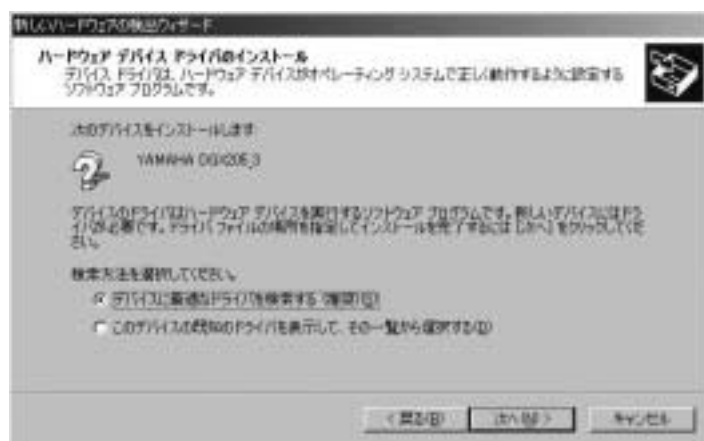 新しいハードウェアの検出ウィザード
ハードウェア デバイス ドライバのインストール
デバイス ドライバは、ハードウェア デバイスがオペレーティング システムで正しく動作するように設定する
ソフトウェア プログラムです。
次のデバイスをインストールします:
YAMAHA DGX205_3
デバイスのドライバはハードウェア デバイスを実行するソフトウェア プログラムです。新しいデバイスにはドラ
イバが必要です。ドライバ ファイルの場所を指定してインストールを完了するには [次へ] をクリックしてくだ
さい。
検索方法を選択してください。
デバイスに最適なドライバを検索する (推奨)(S)
このデバイスの既知のドライバを表示して、その一覧から選択する(D)
< 戻る(B) 次へ(N) > キャンセル